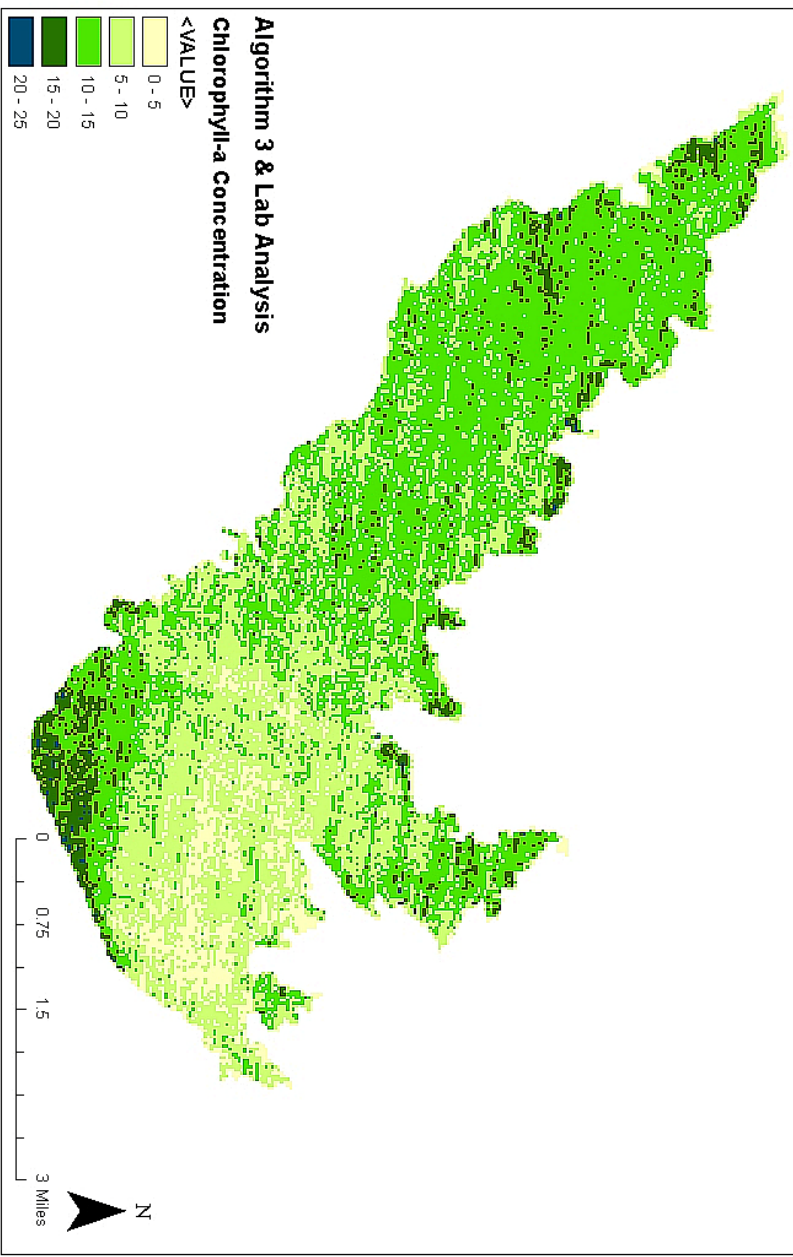 Algorithm 3 & Lab Analysis
Chlorophyll-a Concentration
<VALUE>
0 - 5
5 - 10
10 - 15
15 - 20
20 - 25
0 0.75 1.5 3 Miles
N